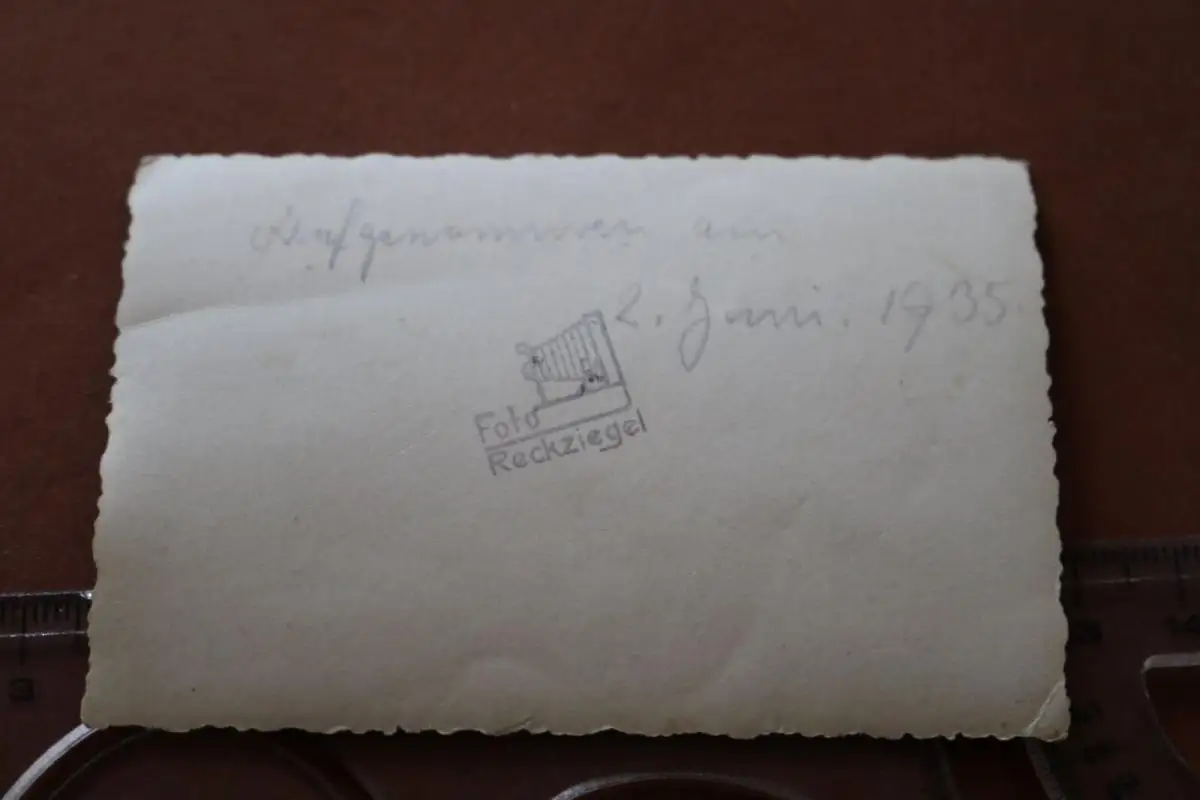 Aufgenommen am
2. Juni. 1935
Foto
Reckziegel